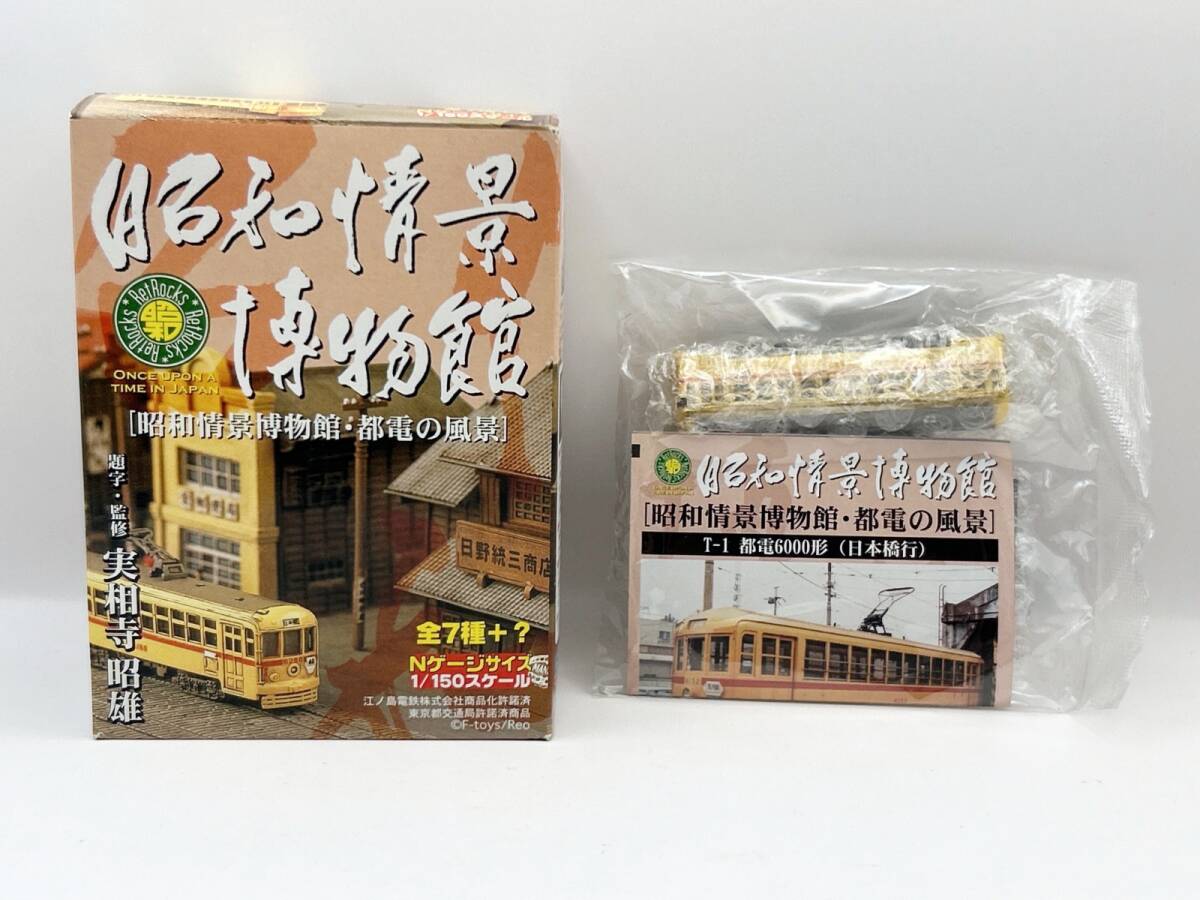 昭和情景
博物館
RetRocks RetRocks RetRocks
昭和
ONCE UPON A
TIME IN JAPAN
[昭和情景博物館・都電の風景]
題字・監修 実相寺昭雄
日野統三商店
全7種+?
Nゲージサイズ
1/150スケール
江ノ島電鉄株式会社商品化許諾済
東京都交通局許諾済商品
©F-toys/Reo
昭和情景博物館
[昭和情景博物館・都電の風景]
T-1 都電6000形（日本橋行）